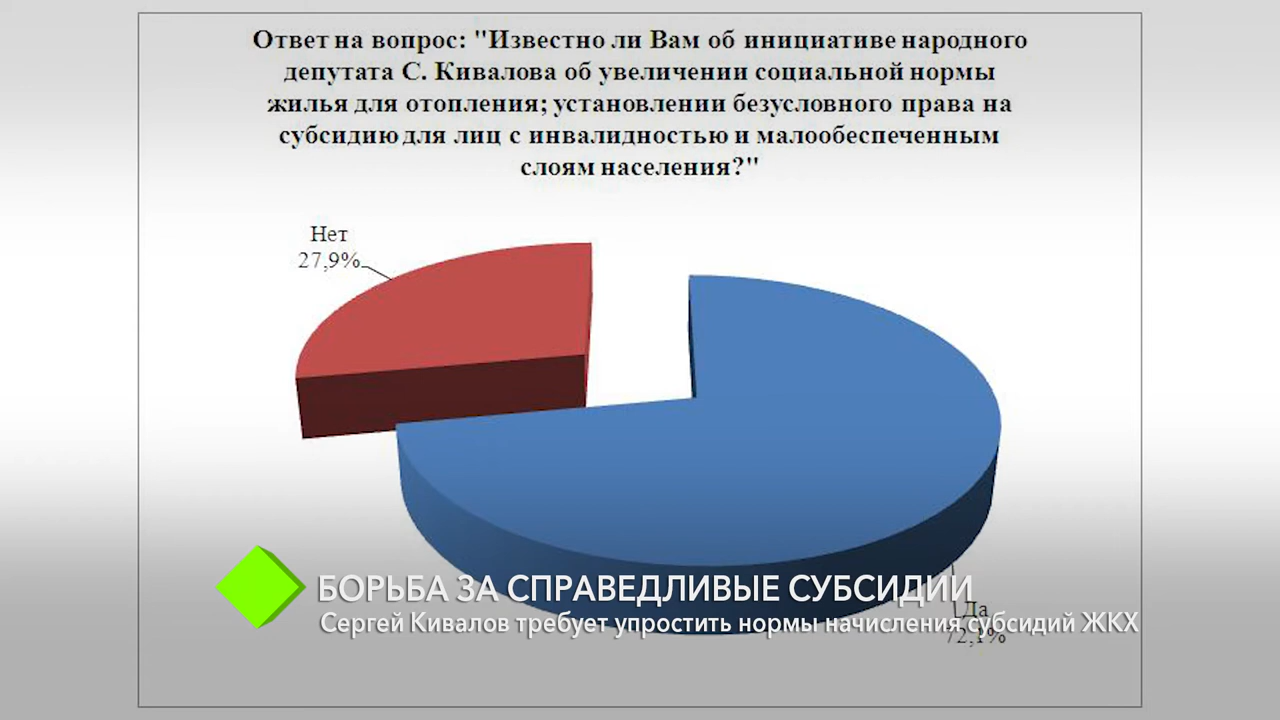 Ответ на вопрос: "Известно ли Вам об инициативе народного
депутата С. Кивалова об увеличении социальной нормы
жилья для отопления; установлении безусловного права на
субсидию для лиц с инвалидностью и малообеспеченным
слоям населения?"
Нет
27,9%
БОРЬБА ЗА СПРАВЕДЛИВЫЕ СУБСИДИИ
Да
Сергей Кивалов требует упростить нормы начисления субсидий ЖКХ
72,1%